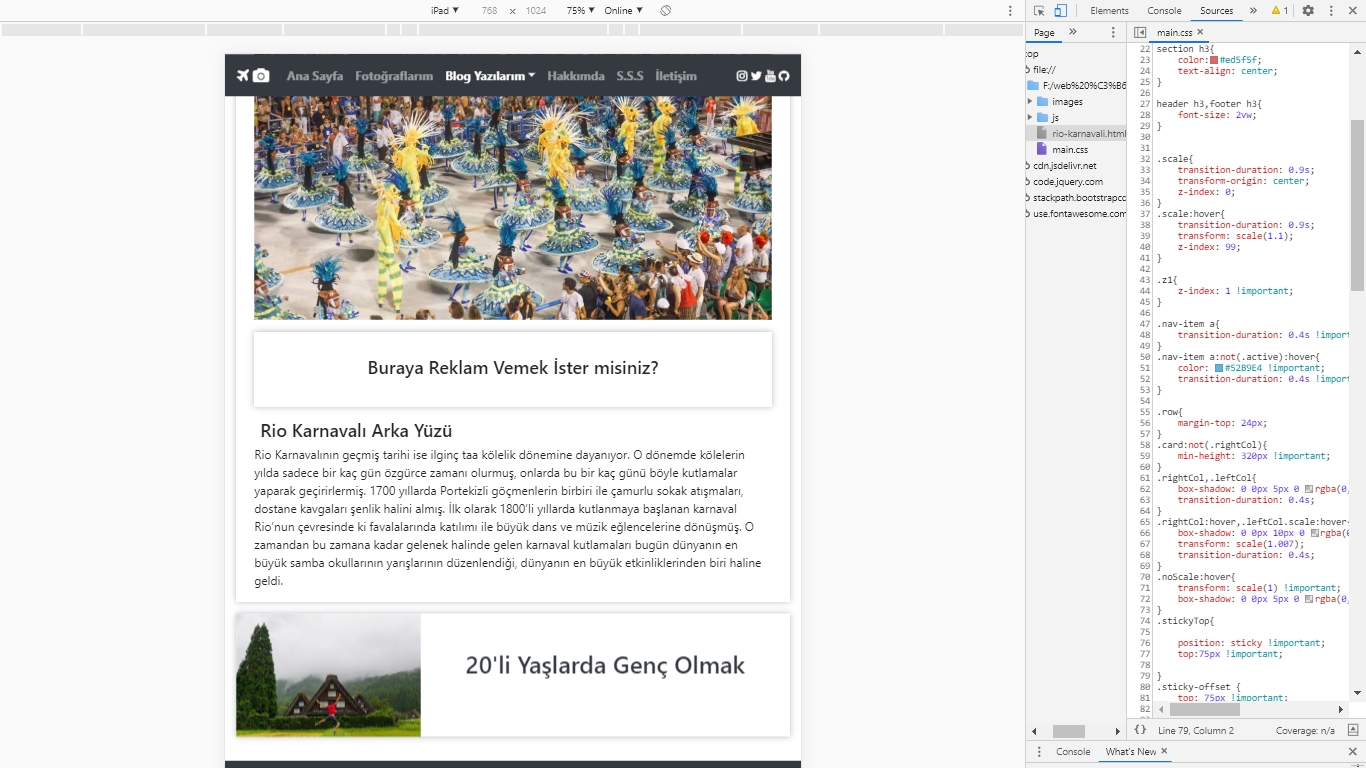 iPad ▼ 768 × 1024 75% ▼ Online ▼
Elements Console Sources » 1
Page »
main.css ×
Ana Sayfa Fotoğraflarım Blog Yazılarım Hakkımda S.S.S İletişim
Buraya Reklam Vemek İster misiniz?
Rio Karnavalı Arka Yüzü
Rio Karnavalının geçmiş tarihi ise ilginç taa kölelik dönemine dayanıyor. O dönemde kölelerin
yılda sadece bir kaç gün özgürce zamanı olurmuş, onlarda bu bir kaç günü böyle kutlamalar
yaparak geçirirlermiş. 1700 yıllarda Portekizli göçmenlerin birbiri ile çamurlu sokak atışmaları,
dostane kavgaları şenlik halini almış. İlk olarak 1800’li yıllarda kutlanmaya başlanan karnaval
Rio’nun çevresinde ki favalalarında katılımı ile büyük dans ve müzik eğlencelerine dönüşmüş. O
zamandan bu zamana kadar gelenek halinde gelen karnaval kutlamaları bugün dünyanın en
büyük samba okullarının yarışlarının düzenlendiği, dünyanın en büyük etkinliklerinden biri haline
geldi.
20'li Yaşlarda Genç Olmak
top
file://
F:/web%20%C3%B6
images
js
rio-karnavali.html
main.css
cdn.jsdelivr.net
code.jquery.com
stackpath.bootstrapc
use.fontawesome.com
22 section h3{
23 color: #ed5f5f;
24 text-align: center;
25 }
26
27 header h3,footer h3{
28 font-size: 2vw;
29 }
30
31
32 .scale{
33 transition-duration: 0.9s;
34 transform-origin: center;
35 z-index: 0;
36 }
37 .scale:hover{
38 transition-duration: 0.9s;
39 transform: scale(1.1);
40 z-index: 99;
41 }
42
43 .z1{
44 z-index: 1 !important;
45 }
46
47 .nav-item a{
48 transition-duration: 0.4s !import
49 }
50 .nav-item a:not(.active):hover{
51 color: #52B9E4 !important;
52 transition-duration: 0.4s !import
53 }
54
55 .row{
56 margin-top: 24px;
57 }
58 .card:not(.rightCol){
59 min-height: 320px !important;
60 }
61 .rightCol,.leftCol{
62 box-shadow: 0 0px 5px 0 rgba(0,
63 transition-duration: 0.4s;
64 }
65 .rightCol:hover,.leftCol.scale:hover
66 box-shadow: 0 0px 10px 0 rgba(0
67 transform: scale(1.007);
68 transition-duration: 0.4s;
69 }
70 .noScale:hover{
71 transform: scale(1) !important;
72 box-shadow: 0 0px 5px 0 rgba(0,
73 }
74 .stickyTop{
75
76 position: sticky !important;
77 top:75px !important;
78
79 }
80 .sticky-offset {
81 top: 75px !important;
82
{} Line 79, Column 2 Coverage: n/a
Console What's New ×